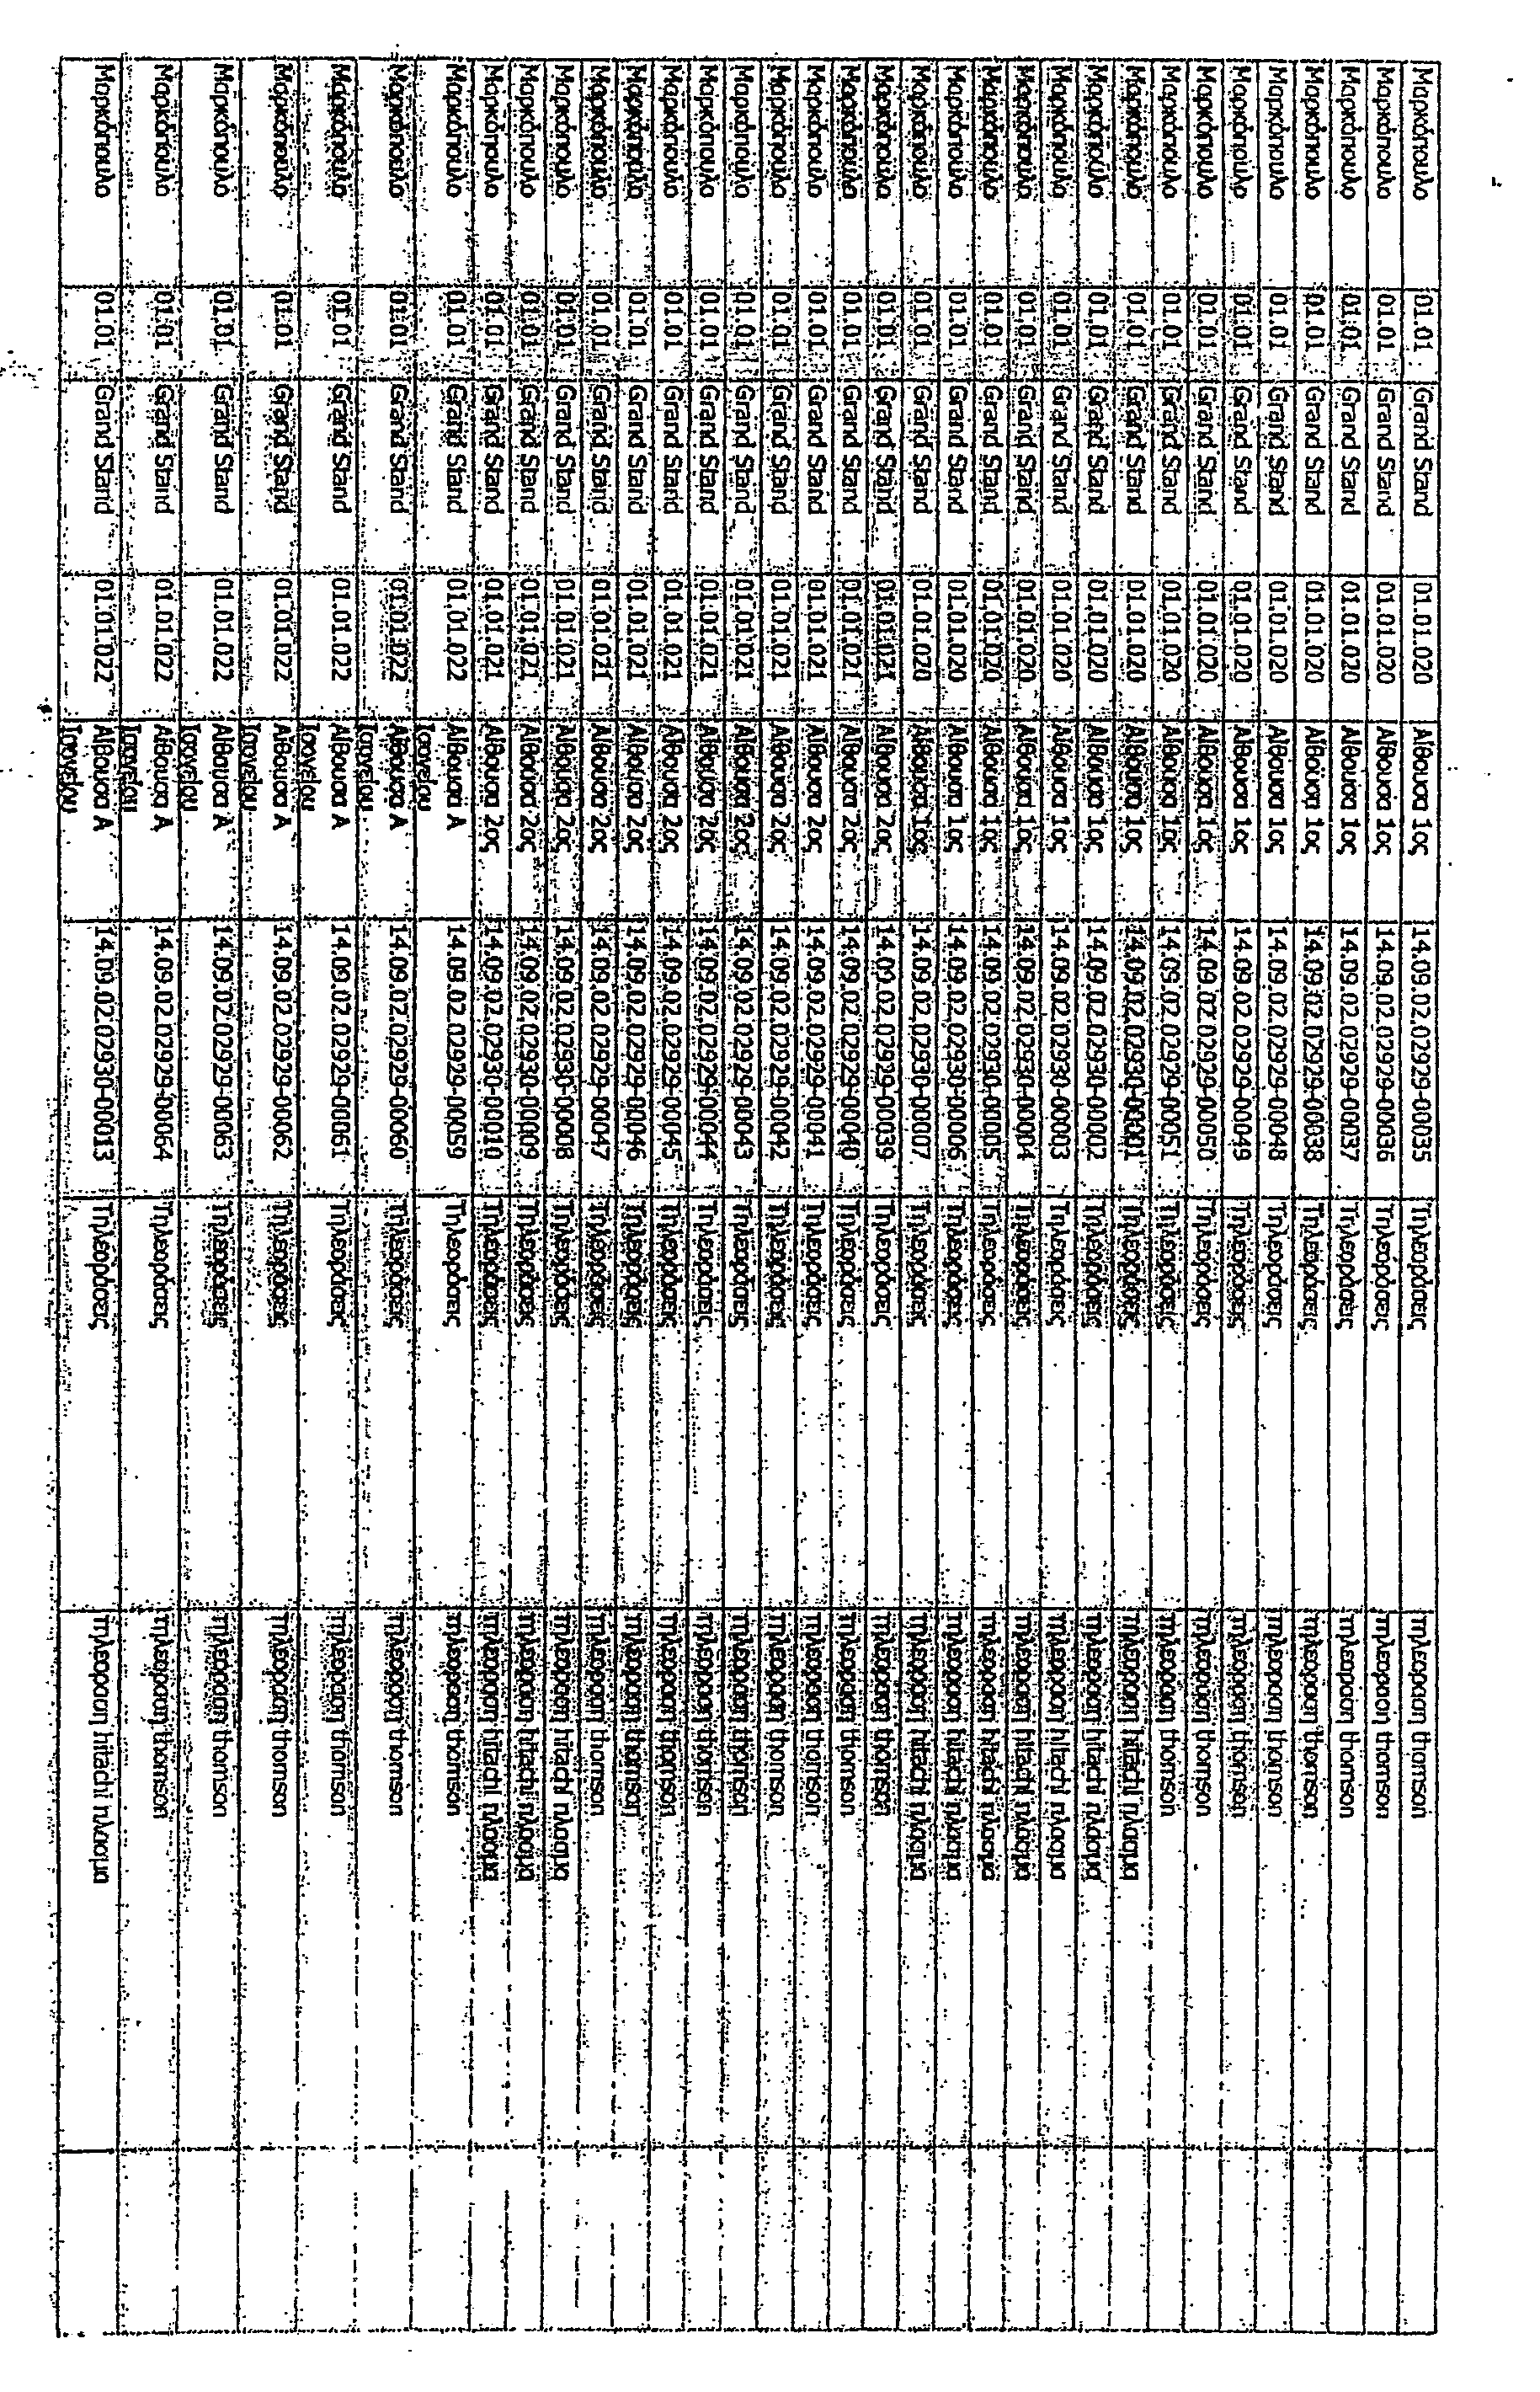 Μαρκόπουλο 01.01 Grand Stand 01.01.020 Αίθουσα 1ος 14.09.02.02929-00035 Τηλεοράσεις τηλεοραση thomson
Μαρκόπουλο 01.01 Grand Stand 01.01.020 Αίθουσα 1ος 14.09.02.02929-00036 Τηλεοράσεις τηλεοραση thomson
Μαρκόπουλο 01.01 Grand Stand 01.01.020 Αίθουσα 1ος 14.09.02.02929-00037 Τηλεοράσεις τηλεοραση thomson
Μαρκόπουλο 01.01 Grand Stand 01.01.020 Αίθουσα 1ος 14.09.02.02929-00038 Τηλεοράσεις τηλεοραση thomson
Μαρκόπουλο 01.01 Grand Stand 01.01.020 Αίθουσα 1ος 14.09.02.02929-00048 Τηλεοράσεις τηλεοραση thomson
Μαρκόπουλο 01.01 Grand Stand 01.01.020 Αίθουσα 1ος 14.09.02.02929-00049 Τηλεοράσεις τηλεοραση thomson
Μαρκόπουλο 01.01 Grand Stand 01.01.020 Αίθουσα 1ος 14.09.02.02929-00050 Τηλεοράσεις τηλεοραση thomson
Μαρκόπουλο 01.01 Grand Stand 01.01.020 Αίθουσα 1ος 14.09.02.02929-00051 Τηλεοράσεις τηλεοραση thomson
Μαρκόπουλο 01.01 Grand Stand 01.01.020 Αίθουσα 1ος 14.09.02.02930-00001 Τηλεοράσεις τηλεοραση hitachi πλασμα
Μαρκόπουλο 01.01 Grand Stand 01.01.020 Αίθουσα 1ος 14.09.02.02930-00002 Τηλεοράσεις τηλεοραση hitachi πλασμα
Μαρκόπουλο 01.01 Grand Stand 01.01.020 Αίθουσα 1ος 14.09.02.02930-00003 Τηλεοράσεις τηλεοραση hitachi πλασμα
Μαρκόπουλο 01.01 Grand Stand 01.01.020 Αίθουσα 1ος 14.09.02.02930-00004 Τηλεοράσεις τηλεοραση hitachi πλασμα
Μαρκόπουλο 01.01 Grand Stand 01.01.020 Αίθουσα 1ος 14.09.02.02930-00005 Τηλεοράσεις τηλεοραση hitachi πλασμα
Μαρκόπουλο 01.01 Grand Stand 01.01.020 Αίθουσα 1ος 14.09.02.02930-00006 Τηλεοράσεις τηλεοραση hitachi πλασμα
Μαρκόπουλο 01.01 Grand Stand 01.01.020 Αίθουσα 1ος 14.09.02.02930-00007 Τηλεοράσεις τηλεοραση hitachi πλασμα
Μαρκόπουλο 01.01 Grand Stand 01.01.021 Αίθουσα 2ος 14.09.02.02929-00039 Τηλεοράσεις τηλεοραση thomson
Μαρκόπουλο 01.01 Grand Stand 01.01.021 Αίθουσα 2ος 14.09.02.02929-00040 Τηλεοράσεις τηλεοραση thomson
Μαρκόπουλο 01.01 Grand Stand 01.01.021 Αίθουσα 2ος 14.09.02.02929-00041 Τηλεοράσεις τηλεοραση thomson
Μαρκόπουλο 01.01 Grand Stand 01.01.021 Αίθουσα 2ος 14.09.02.02929-00042 Τηλεοράσεις τηλεοραση thomson
Μαρκόπουλο 01.01 Grand Stand 01.01.021 Αίθουσα 2ος 14.09.02.02929-00043 Τηλεοράσεις τηλεοραση thomson
Μαρκόπουλο 01.01 Grand Stand 01.01.021 Αίθουσα 2ος 14.09.02.02929-00044 Τηλεοράσεις τηλεοραση thomson
Μαρκόπουλο 01.01 Grand Stand 01.01.021 Αίθουσα 2ος 14.09.02.02929-00045 Τηλεοράσεις τηλεοραση thomson
Μαρκόπουλο 01.01 Grand Stand 01.01.021 Αίθουσα 2ος 14.09.02.02929-00046 Τηλεοράσεις τηλεοραση thomson
Μαρκόπουλο 01.01 Grand Stand 01.01.021 Αίθουσα 2ος 14.09.02.02929-00047 Τηλεοράσεις τηλεοραση thomson
Μαρκόπουλο 01.01 Grand Stand 01.01.021 Αίθουσα 2ος 14.09.02.02930-00008 Τηλεοράσεις τηλεοραση hitachi πλασμα
Μαρκόπουλο 01.01 Grand Stand 01.01.021 Αίθουσα 2ος 14.09.02.02930-00009 Τηλεοράσεις τηλεοραση hitachi πλασμα
Μαρκόπουλο 01.01 Grand Stand 01.01.021 Αίθουσα 2ος 14.09.02.02930-00010 Τηλεοράσεις τηλεοραση hitachi πλασμα
Μαρκόπουλο 01.01 Grand Stand 01.01.022 Αίθουσα Α 14.09.02.02929-00059 Τηλεοράσεις τηλεοραση thomson
Ισογείου
Μαρκόπουλο 01.01 Grand Stand 01.01.022 Αίθουσα Α 14.09.02.02929-00060 Τηλεοράσεις τηλεοραση thomson
Ισογείου
Μαρκόπουλο 01.01 Grand Stand 01.01.022 Αίθουσα Α 14.09.02.02929-00061 Τηλεοράσεις τηλεοραση thomson
Ισογείου
Μαρκόπουλο 01.01 Grand Stand 01.01.022 Αίθουσα Α 14.09.02.02929-00062 Τηλεοράσεις τηλεοραση thomson
Ισογείου
Μαρκόπουλο 01.01 Grand Stand 01.01.022 Αίθουσα Α 14.09.02.02929-00063 Τηλεοράσεις τηλεοραση thomson
Ισογείου
Μαρκόπουλο 01.01 Grand Stand 01.01.022 Αίθουσα Α 14.09.02.02929-00064 Τηλεοράσεις τηλεοραση thomson
Ισογείου
Μαρκόπουλο 01.01 Grand Stand 01.01.022 Αίθουσα Α 14.09.02.02930-00013 Τηλεοράσεις τηλεοραση hitachi πλασμα
Ισογείου